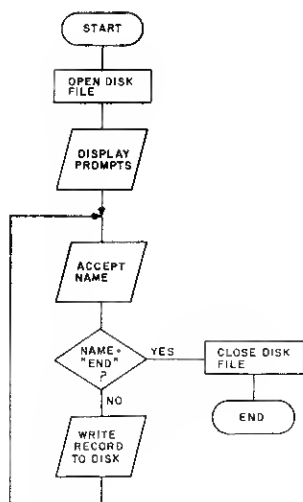 START
OPEN DISK
FILE
DISPLAY
PROMPTS
ACCEPT
NAME
NAME=
"END"
?
YES
CLOSE DISK
FILE
NO
END
WRITE
RECORD
TO DISK